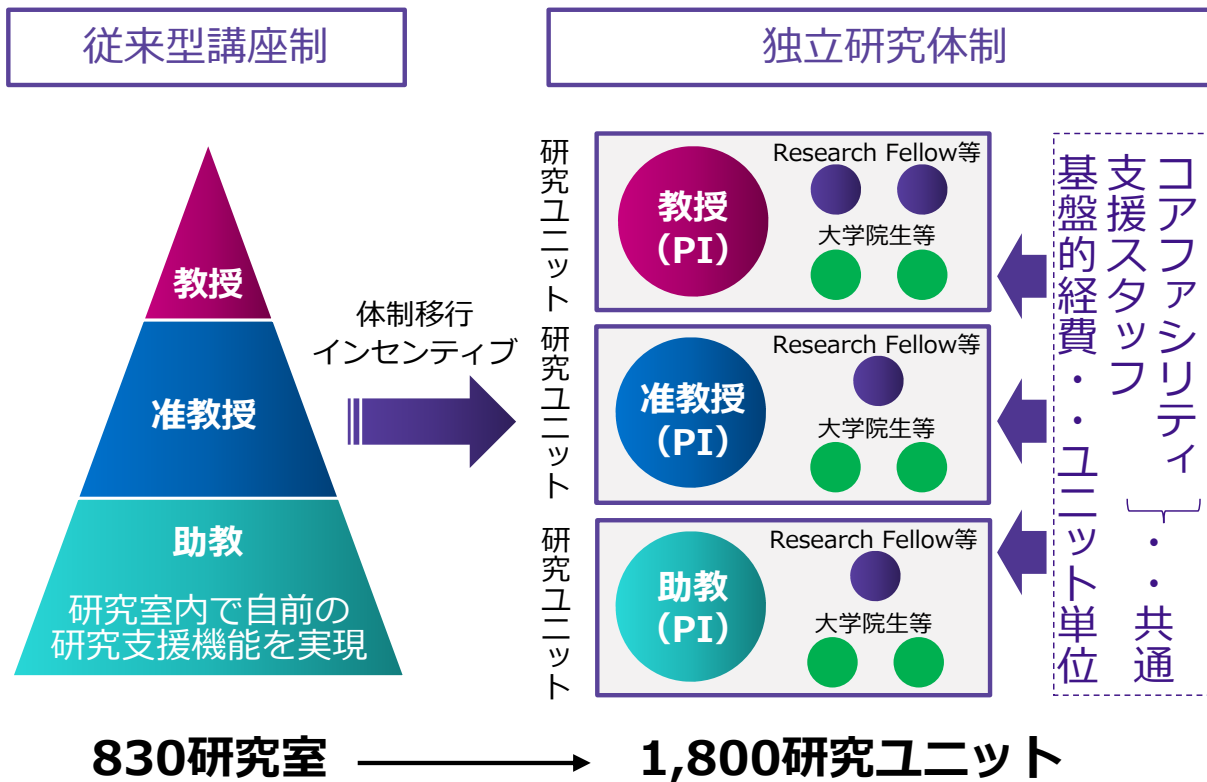 従来型講座制
独立研究体制
教授
准教授
助教
研究室内で自前の
研究支援機能を実現
体制移行
インセンティブ
研究ユニット
教授
（PI）
Research Fellow等
大学院生等
研究ユニット
准教授
（PI）
Research Fellow等
大学院生等
研究ユニット
助教
（PI）
Research Fellow等
大学院生等
コアファシリティ
支援スタッフ
・・共通
基盤的経費・・ユニット単位
830研究室
1,800研究ユニット